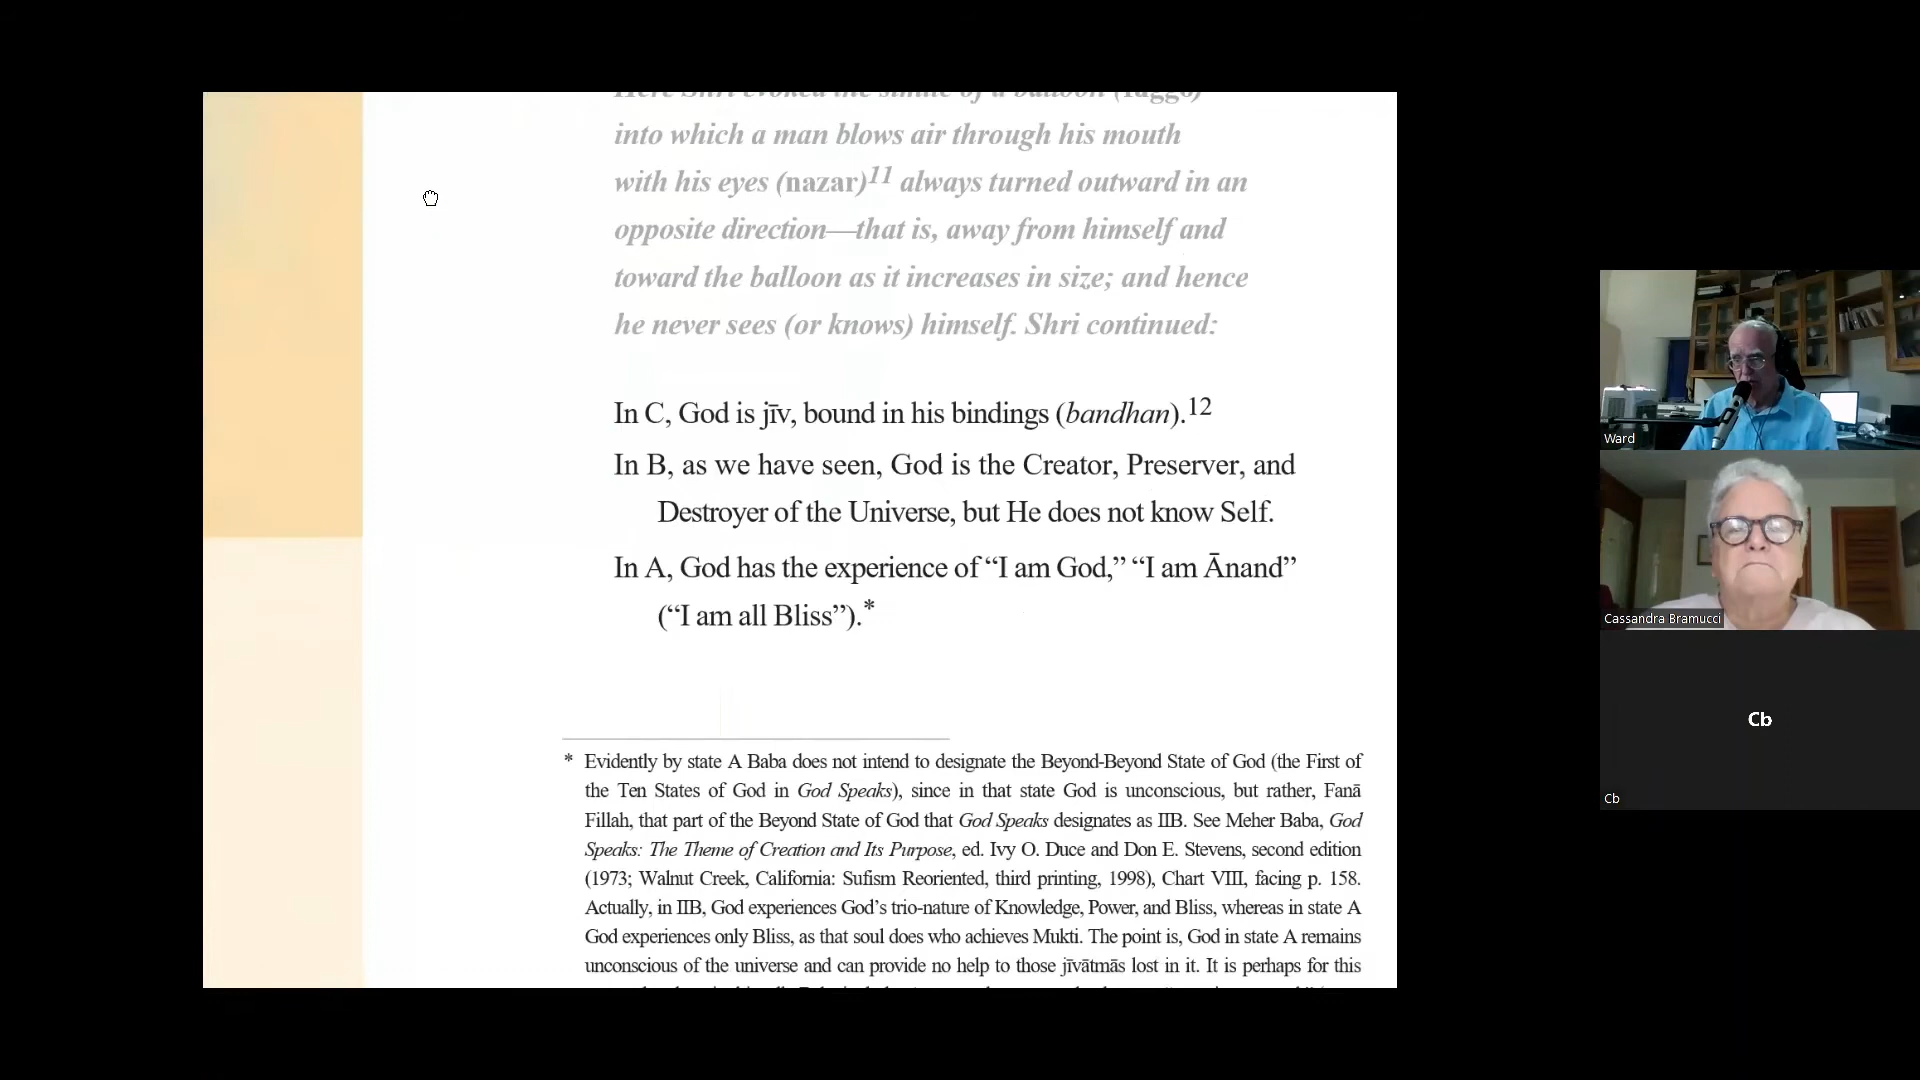 Here Shri evoked the simile of a balloon (fuggo)
into which a man blows air through his mouth
with his eyes (nazar)11 always turned outward in an
opposite direction—that is, away from himself and
toward the balloon as it increases in size; and hence
he never sees (or knows) himself. Shri continued:
In C, God is jīv, bound in his bindings (bandhan).12
In B, as we have seen, God is the Creator, Preserver, and
Destroyer of the Universe, but He does not know Self.
In A, God has the experience of “I am God,” “I am Ānand”
(“I am all Bliss”).*
* Evidently by state A Baba does not intend to designate the Beyond-Beyond State of God (the First of
the Ten States of God in God Speaks), since in that state God is unconscious, but rather, Fanā
Fillah, that part of the Beyond State of God that God Speaks designates as IIB. See Meher Baba, God
Speaks: The Theme of Creation and Its Purpose, ed. Ivy O. Duce and Don E. Stevens, second edition
(1973; Walnut Creek, California: Sufism Reoriented, third printing, 1998), Chart VIII, facing p. 158.
Actually, in IIB, God experiences God’s trio-nature of Knowledge, Power, and Bliss, whereas in state A
God experiences only Bliss, as that soul does who achieves Mukti. The point is, God in state A remains
unconscious of the universe and can provide no help to those jīvātmās lost in it. It is perhaps for this
Ward
Cassandra Bramucci
Cb
Cb